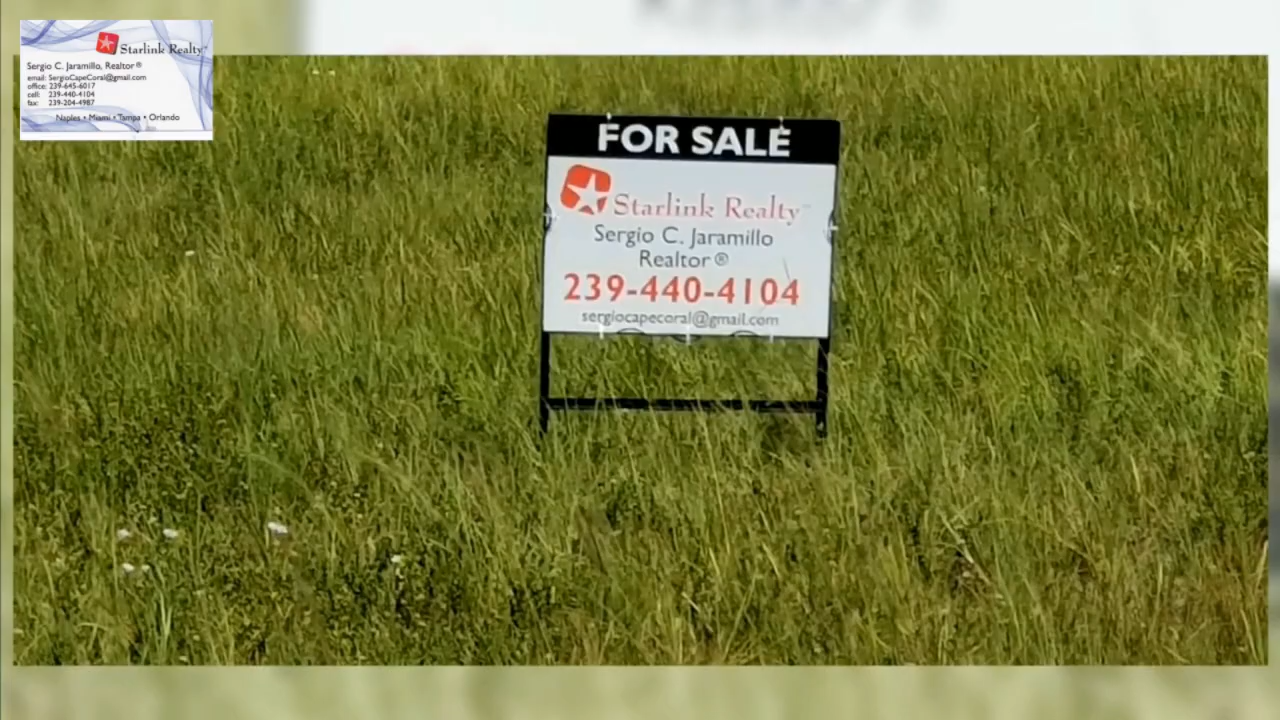 Starlink Realty
Sergio C. Jaramillo, Realtor®
email: SergioCapeCoral@gmail.com
office: 239-645-6017
cell: 239-440-4104
fax: 239-204-4987
Naples • Miami • Tampa • Orlando
FOR SALE
Starlink Realty
Sergio C. Jaramillo
Realtor®
239-440-4104
sergiocapecoral@gmail.com